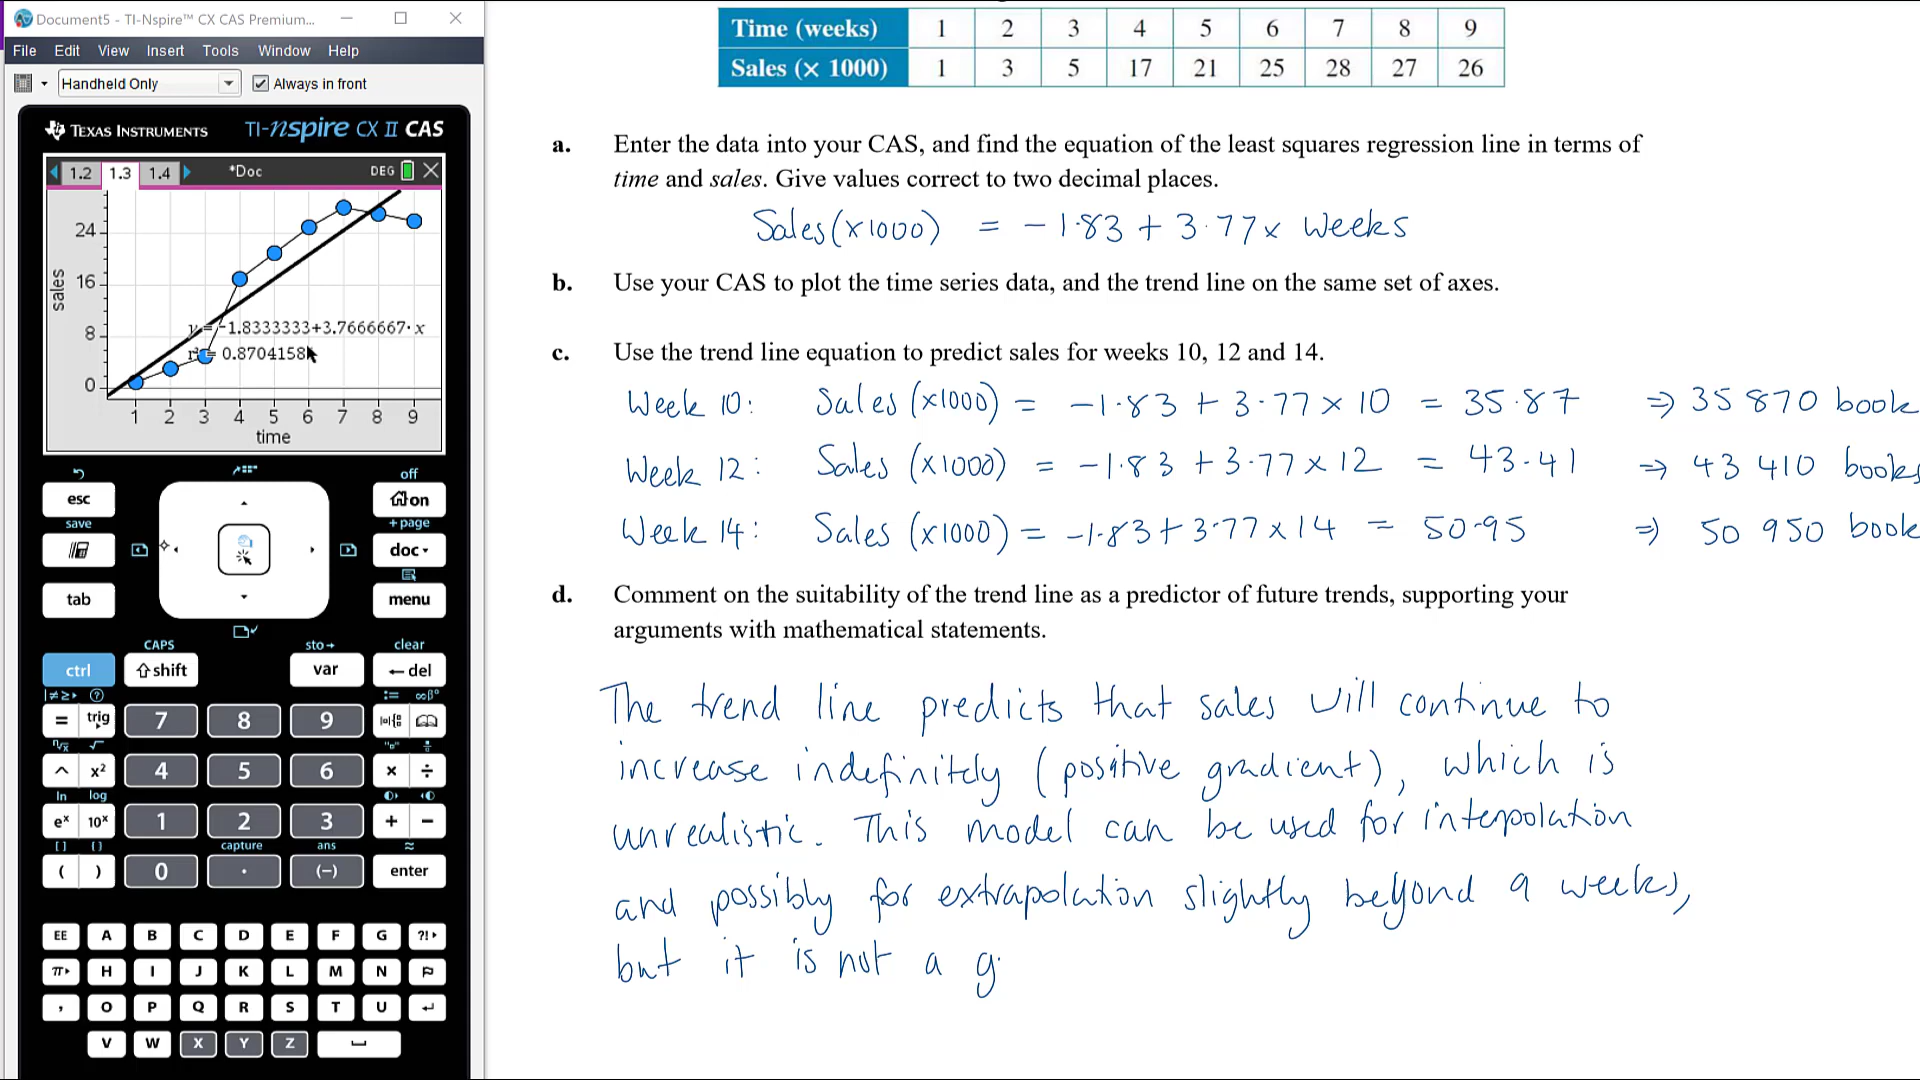 Document5 - TI-Nspire™ CX CAS Premium...
File Edit View Insert Tools Window Help
Handheld Only Always in front
TEXAS INSTRUMENTS TI-nspire CX II CAS
1.2 1.3 1.4 *Doc DEG
24
16
8
0
sales
y=-1.8333333+3.7666667·x
r²= 0.8704158
1 2 3 4 5 6 7 8 9
time
off
esc on
save + page
doc
tab menu
CAPS sto→ clear
ctrl shift var ←del
= trig 7 8 9
^ x² 4 5 6 × ÷
ln log
eˣ 10ˣ 1 2 3 + −
[ ] { } capture ans ≈
( ) 0 . (−) enter
EE A B C D E F G ?!▸
π▸ H I J K L M N
, O P Q R S T U ↵
V W X Y Z
Time (weeks) 1 2 3 4 5 6 7 8 9
Sales (× 1000) 1 3 5 17 21 25 28 27 26
a. Enter the data into your CAS, and find the equation of the least squares regression line in terms of
time and sales. Give values correct to two decimal places.
Sales(×1000) = −1.83 + 3.77 × weeks
b. Use your CAS to plot the time series data, and the trend line on the same set of axes.
c. Use the trend line equation to predict sales for weeks 10, 12 and 14.
Week 10: Sales (×1000) = −1.83 + 3.77 × 10 = 35.87 ⇒ 35 870 book
Week 12: Sales (×1000) = −1.83 + 3.77 × 12 = 43.41 ⇒ 43 410 books
Week 14: Sales (×1000) = −1.83 + 3.77 × 14 = 50.95 ⇒ 50 950 book
d. Comment on the suitability of the trend line as a predictor of future trends, supporting your
arguments with mathematical statements.
The trend line predicts that sales will continue to
increase indefinitely (positive gradient), which is
unrealistic. This model can be used for interpolation
and possibly for extrapolation slightly beyond 9 weeks,
but it is not a g